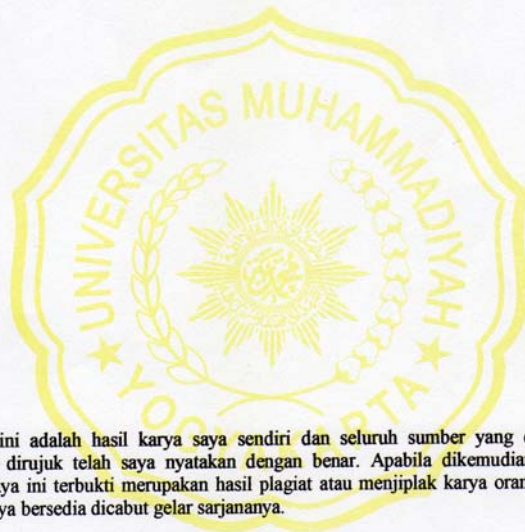 UNIVERSITAS MUHAMMADIYAH
YOGYAKARTA
ini adalah hasil karya saya sendiri dan seluruh sumber yang
dirujuk telah saya nyatakan dengan benar. Apabila dikemudian
ya ini terbukti merupakan hasil plagiat atau menjiplak karya oran
ya bersedia dicabut gelar sarjananya.